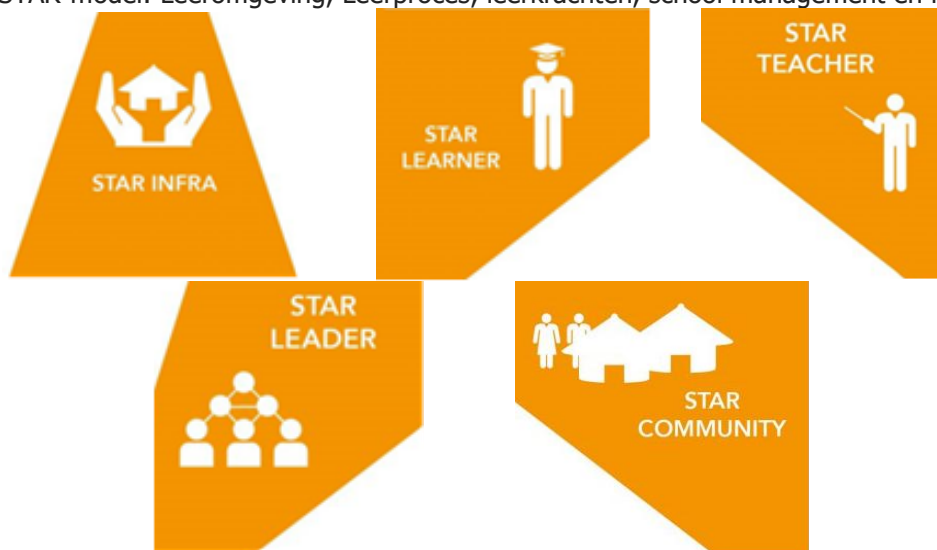 STAR model: Leeromgeving, Leerproces, leerkrachten, school management en
STAR INFRA
STAR
LEARNER
STAR
TEACHER
STAR
LEADER
STAR
COMMUNITY